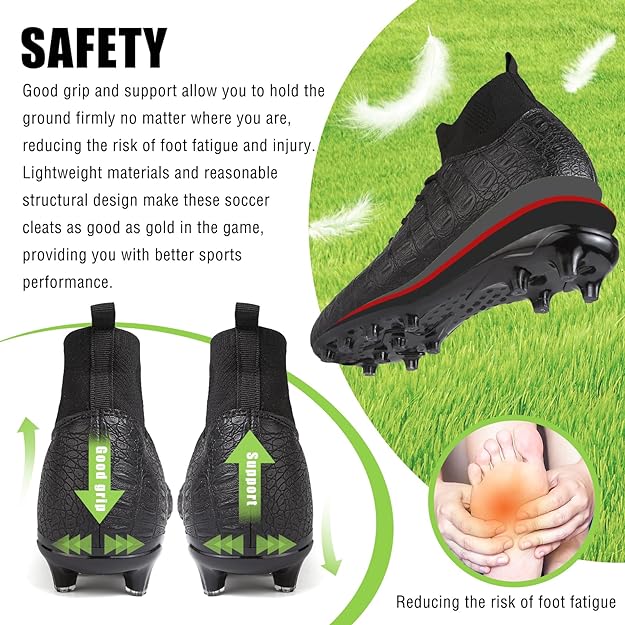 SAFETY
Good grip and support allow you to hold the
ground firmly no matter where you are,
reducing the risk of foot fatigue and injury.
Lightweight materials and reasonable
structural design make these soccer
cleats as good as gold in the game,
providing you with better sports
performance.
Good grip
Support
Reducing the risk of foot fatigue